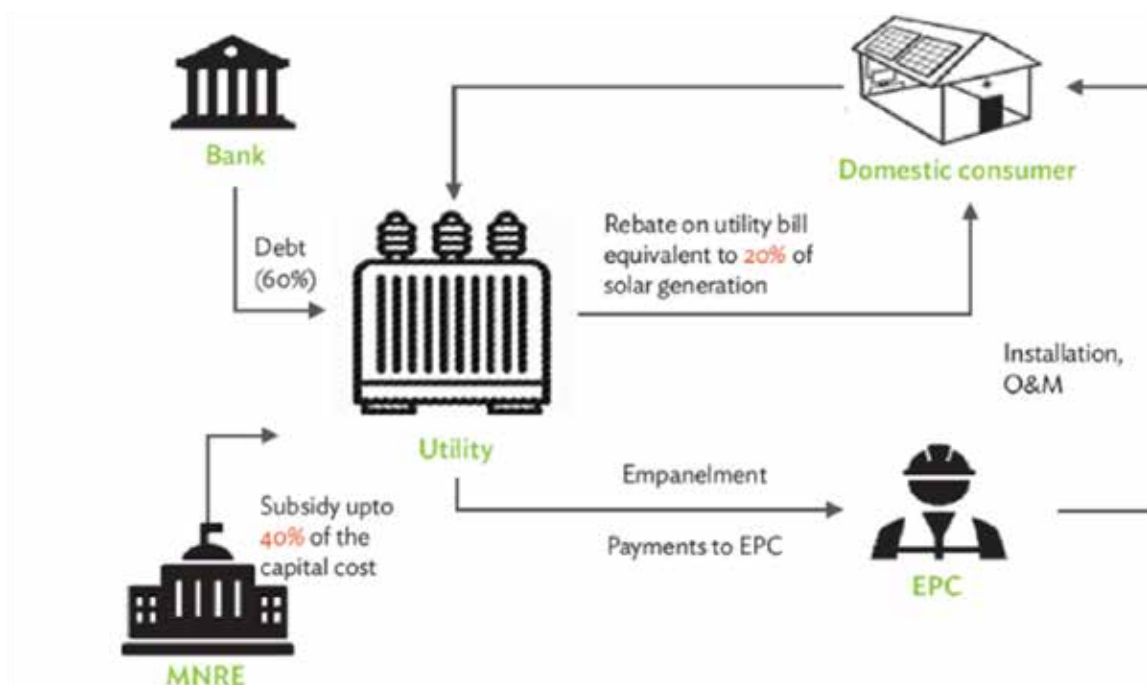 Bank
Domestic consumer
Debt
(60%)
Rebate on utility bill
equivalent to 20% of
solar generation
Installation,
O&M
Utility
Subsidy upto
40% of the
capital cost
Empanelment
Payments to EPC
EPC
MNRE